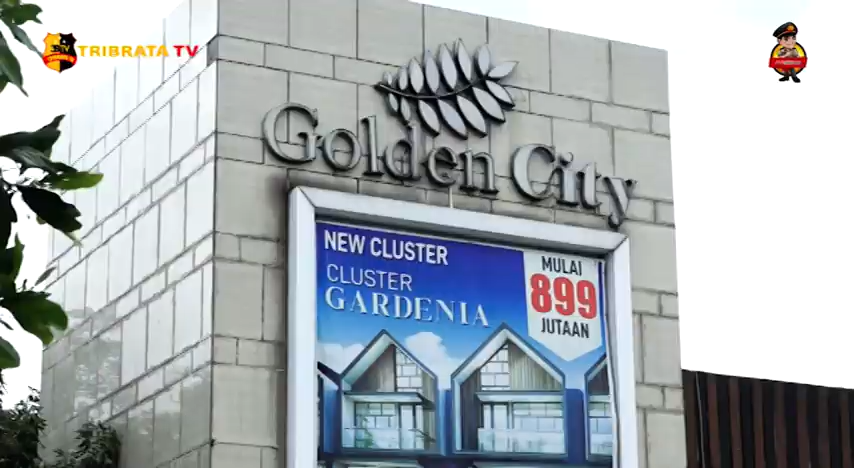 TRIBRATA TV
Golden City
NEW CLUSTER
CLUSTER
GARDENIA
MULAI
899
JUTAAN